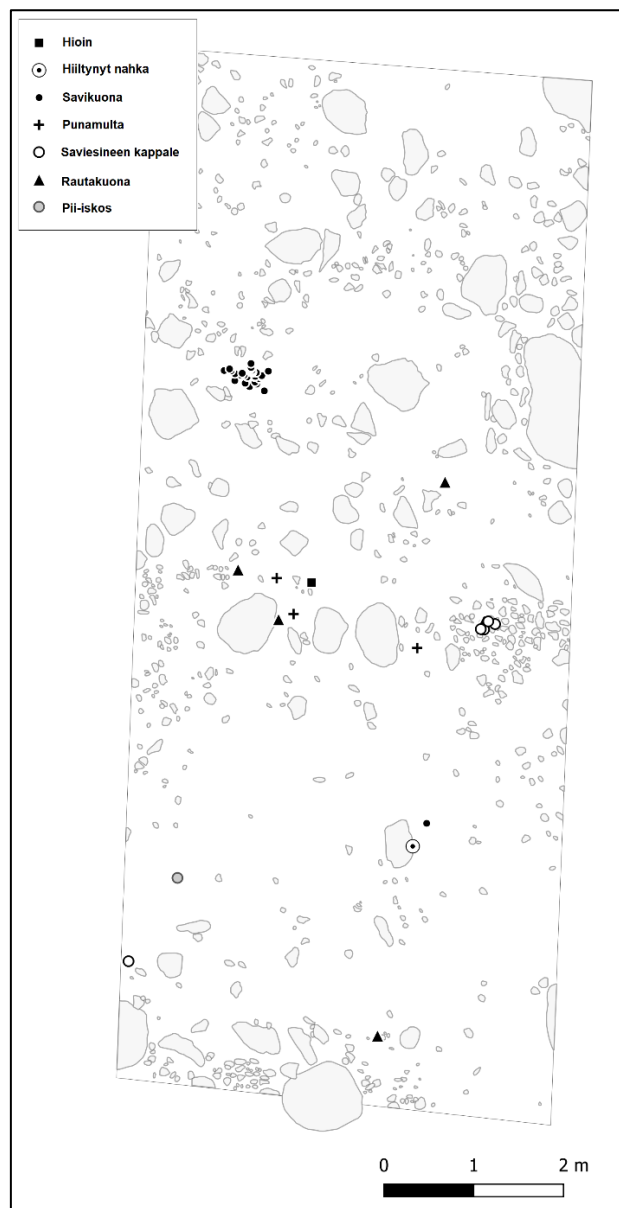 Hioin
Hiiltynyt nahka
Savikuona
Punamulta
Saviesineen kappale
Rautakuona
Pii-iskos
0 1 2 m